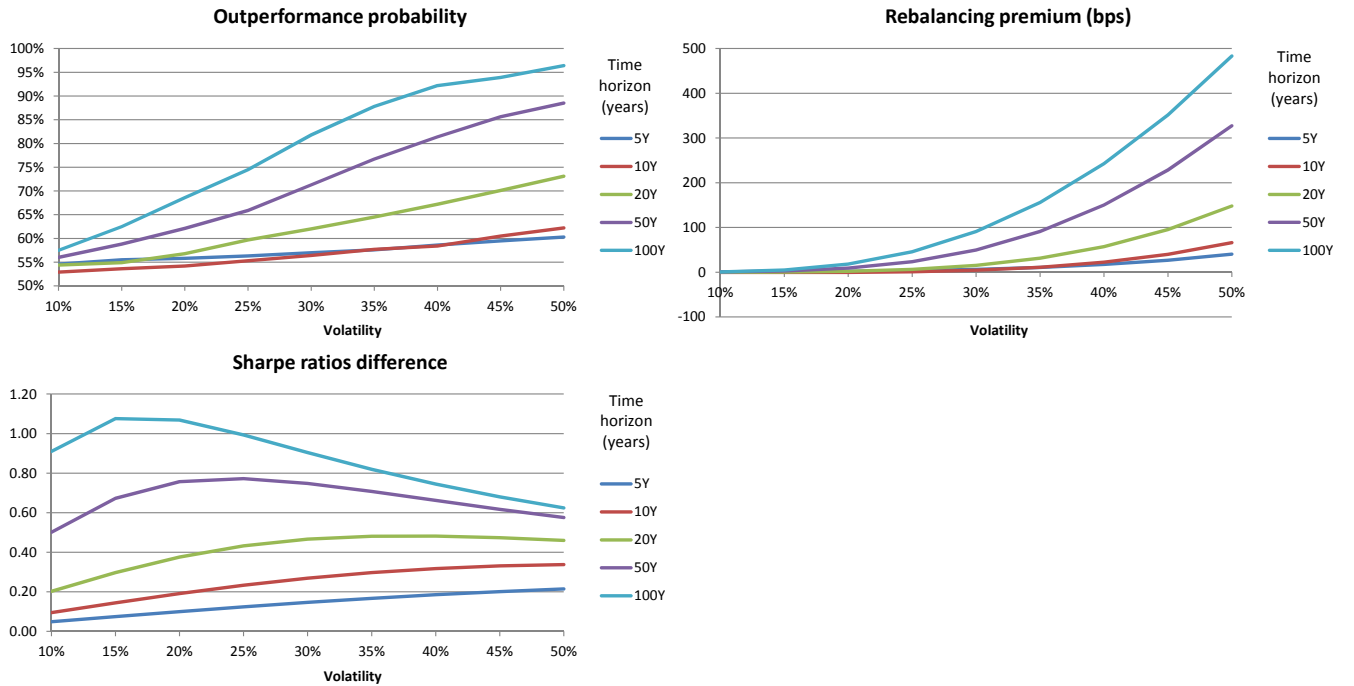 Outperformance probability
100%
95%
90%
85%
80%
75%
70%
65%
60%
55%
50%
10% 15% 20% 25% 30% 35% 40% 45% 50%
Volatility
Time
horizon
(years)
5Y
10Y
20Y
50Y
100Y
Rebalancing premium (bps)
500
400
300
200
100
0
-100
10% 15% 20% 25% 30% 35% 40% 45% 50%
Volatility
Time
horizon
(years)
5Y
10Y
20Y
50Y
100Y
Sharpe ratios difference
1.20
1.00
0.80
0.60
0.40
0.20
0.00
10% 15% 20% 25% 30% 35% 40% 45% 50%
Volatility
Time
horizon
(years)
5Y
10Y
20Y
50Y
100Y